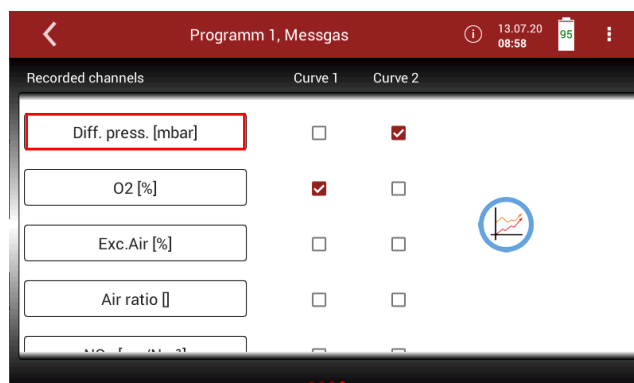 Programm 1, Messgas
13.07.20
08:58
95
Recorded channels Curve 1 Curve 2
Diff. press. [mbar]
O2 [%]
Exc.Air [%]
Air ratio []